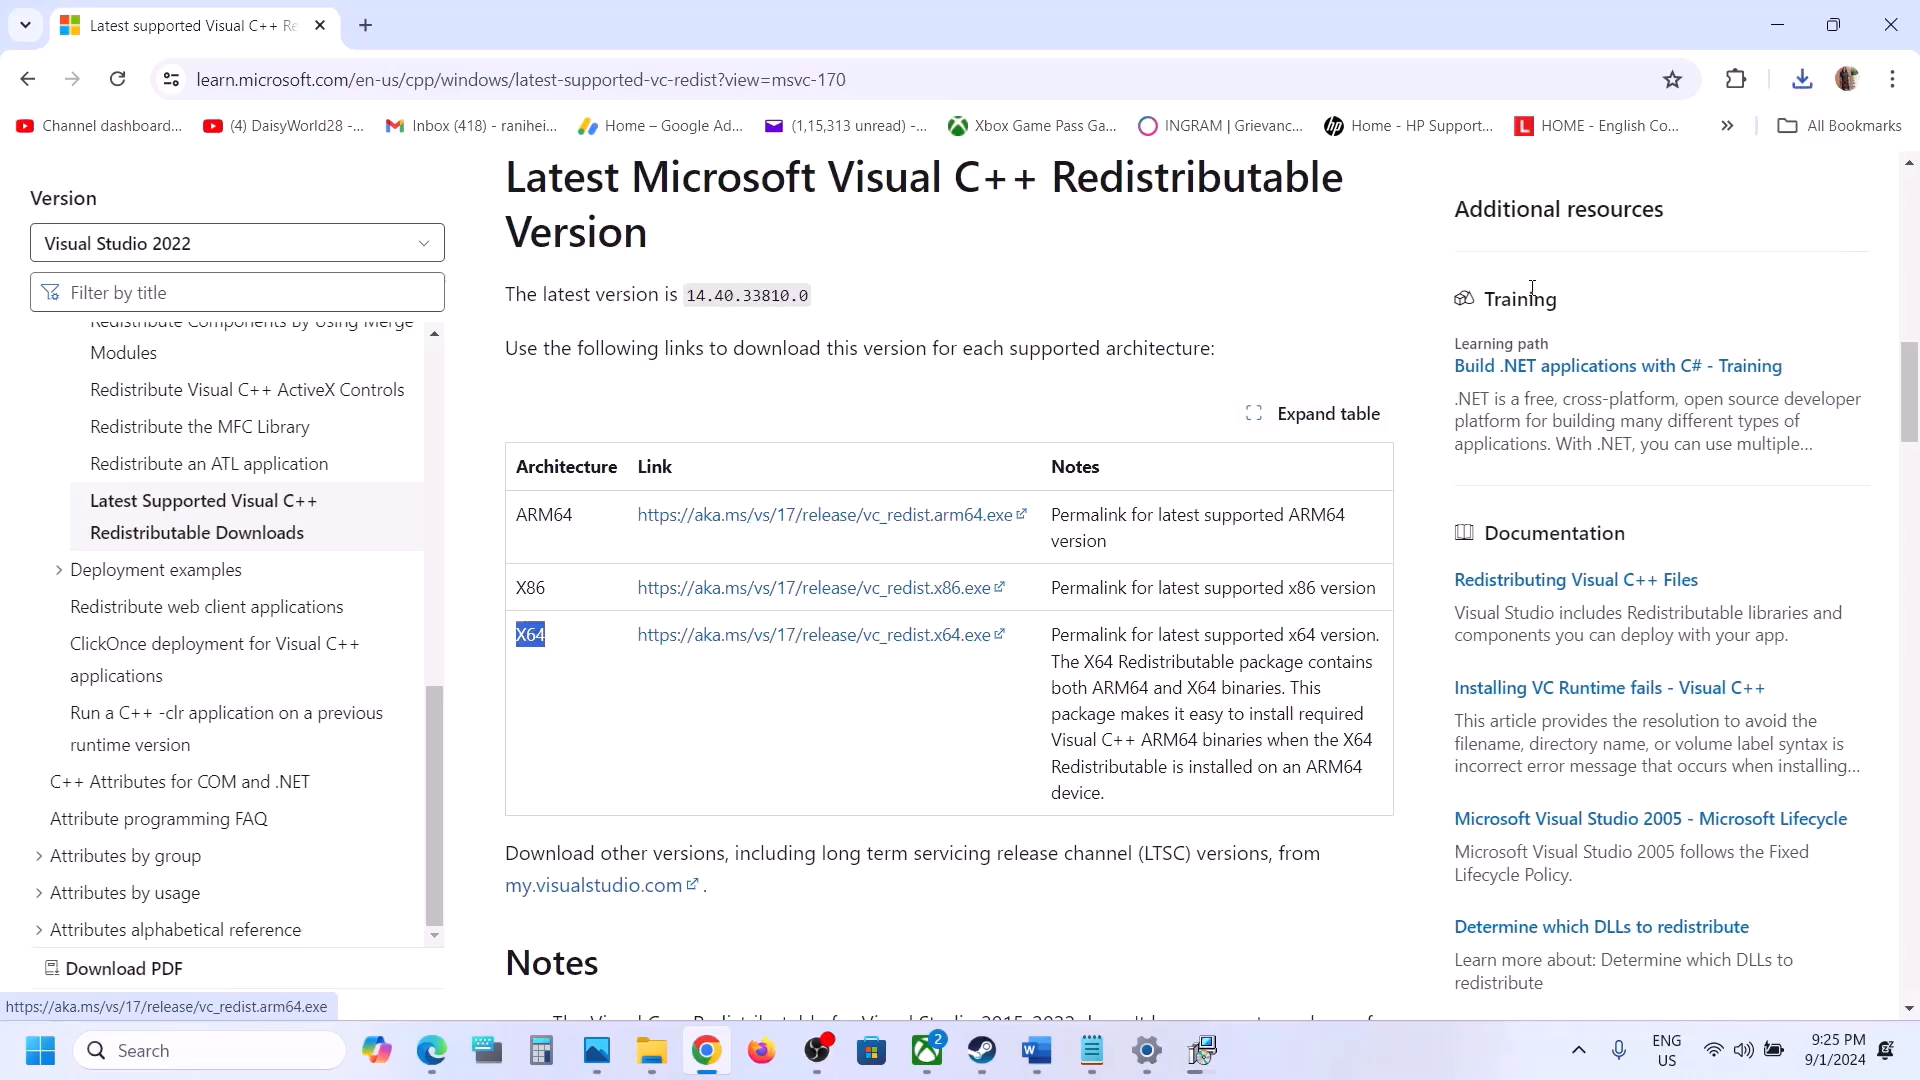 Latest supported Visual C++ Re
learn.microsoft.com/en-us/cpp/windows/latest-supported-vc-redist?view=msvc-170
Channel dashboard...
(4) DaisyWorld28 -...
Inbox (418) - ranihei...
Home – Google Ad...
(1,15,313 unread) -...
Xbox Game Pass Ga...
INGRAM | Grievanc...
Home - HP Support...
HOME - English Co...
All Bookmarks
Version
Visual Studio 2022
Filter by title
Redistribute Components By Using Merge
Modules
Redistribute Visual C++ ActiveX Controls
Redistribute the MFC Library
Redistribute an ATL application
Latest Supported Visual C++
Redistributable Downloads
Deployment examples
Redistribute web client applications
ClickOnce deployment for Visual C++
applications
Run a C++ -clr application on a previous
runtime version
C++ Attributes for COM and .NET
Attribute programming FAQ
Attributes by group
Attributes by usage
Attributes alphabetical reference
Download PDF
https://aka.ms/vs/17/release/vc_redist.arm64.exe
Latest Microsoft Visual C++ Redistributable
Version
The latest version is 14.40.33810.0
Use the following links to download this version for each supported architecture:
Expand table
Architecture Link Notes
ARM64 https://aka.ms/vs/17/release/vc_redist.arm64.exe Permalink for latest supported ARM64
version
X86 https://aka.ms/vs/17/release/vc_redist.x86.exe Permalink for latest supported x86 version
X64 https://aka.ms/vs/17/release/vc_redist.x64.exe Permalink for latest supported x64 version.
The X64 Redistributable package contains
both ARM64 and X64 binaries. This
package makes it easy to install required
Visual C++ ARM64 binaries when the X64
Redistributable is installed on an ARM64
device.
Download other versions, including long term servicing release channel (LTSC) versions, from
my.visualstudio.com .
Notes
Additional resources
Training
Learning path
Build .NET applications with C# - Training
.NET is a free, cross-platform, open source developer
platform for building many different types of
applications. With .NET, you can use multiple...
Documentation
Redistributing Visual C++ Files
Visual Studio includes Redistributable libraries and
components you can deploy with your app.
Installing VC Runtime fails - Visual C++
This article provides the resolution to avoid the
filename, directory name, or volume label syntax is
incorrect error message that occurs when installing...
Microsoft Visual Studio 2005 - Microsoft Lifecycle
Microsoft Visual Studio 2005 follows the Fixed
Lifecycle Policy.
Determine which DLLs to redistribute
Learn more about: Determine which DLLs to
redistribute
Search
2
ENG
US
9:25 PM
9/1/2024